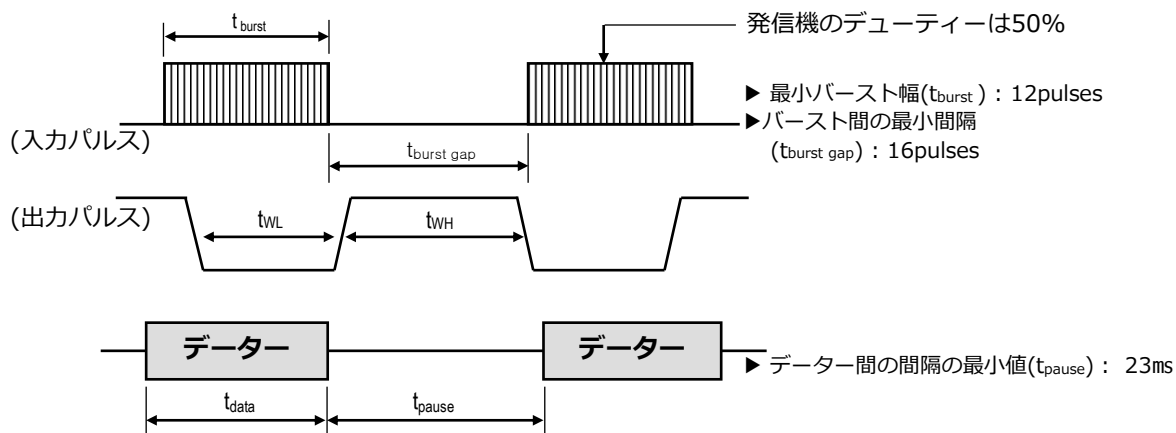 t burst
発信機のデューティーは50%
▶ 最小バースト幅(tburst ) : 12pulses
▶バースト間の最小間隔
(tburst gap) : 16pulses
(入力パルス)
tburst gap
(出力パルス)
tWL
tWH
データー
データー
▶ データー間の間隔の最小値(tpause) : 23ms
tdata
tpause